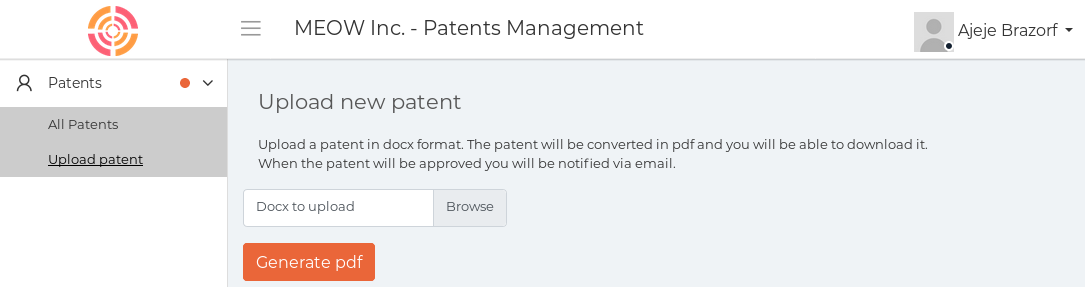 MEOW Inc. - Patents Management
Ajeje Brazorf
Patents
All Patents
Upload patent
Upload new patent
Upload a patent in docx format. The patent will be converted in pdf and you will be able to download it.
When the patent will be approved you will be notified via email.
Docx to upload
Browse
Generate pdf